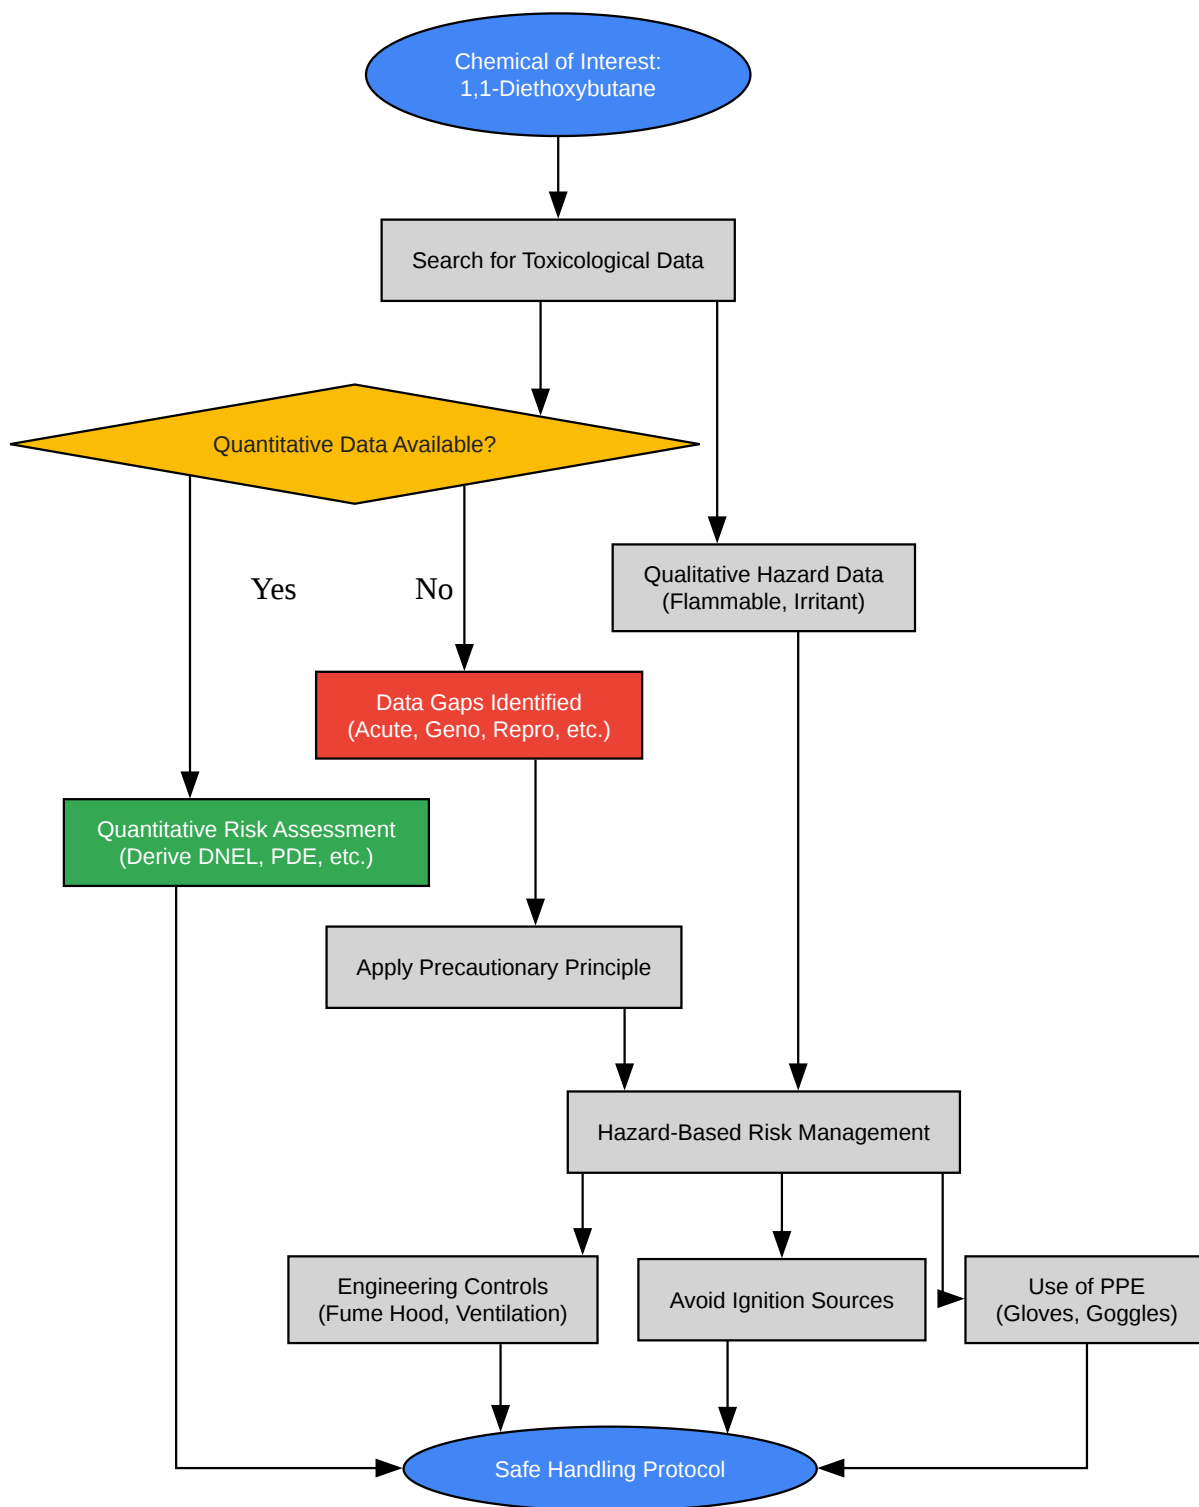 Chemical of Interest:
1,1-Diethoxybutane
Search for Toxicological Data
Quantitative Data Available?
Yes
No
Qualitative Hazard Data
(Flammable, Irritant)
Data Gaps Identified
(Acute, Geno, Repro, etc.)
Quantitative Risk Assessment
(Derive DNEL, PDE, etc.)
Apply Precautionary Principle
Hazard-Based Risk Management
Engineering Controls
(Fume Hood, Ventilation)
Avoid Ignition Sources
Use of PPE
(Gloves, Goggles)
Safe Handling Protocol